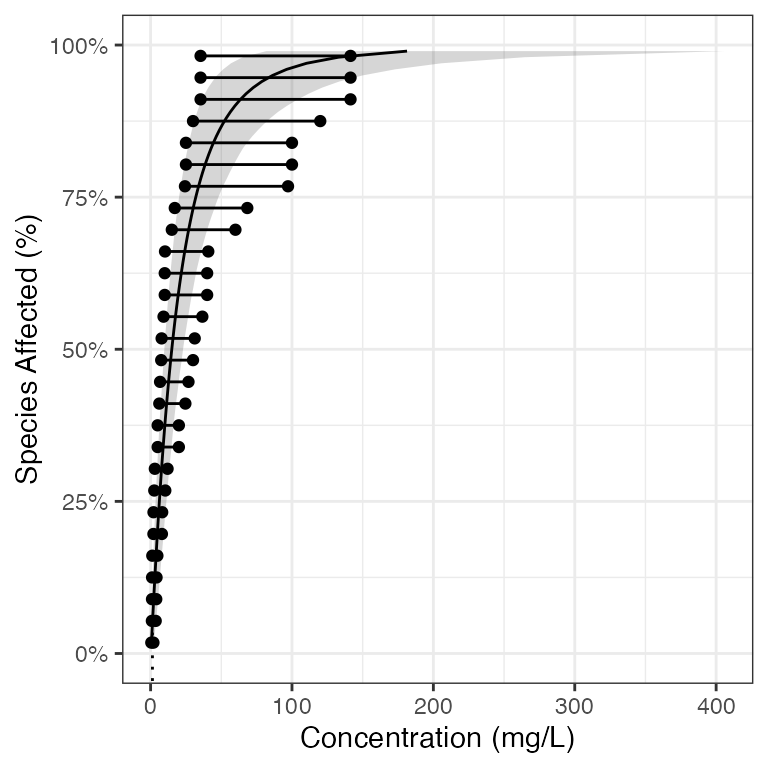 Species Affected (%)
100%
75%
50%
25%
0%
0 100 200 300 400
Concentration (mg/L)